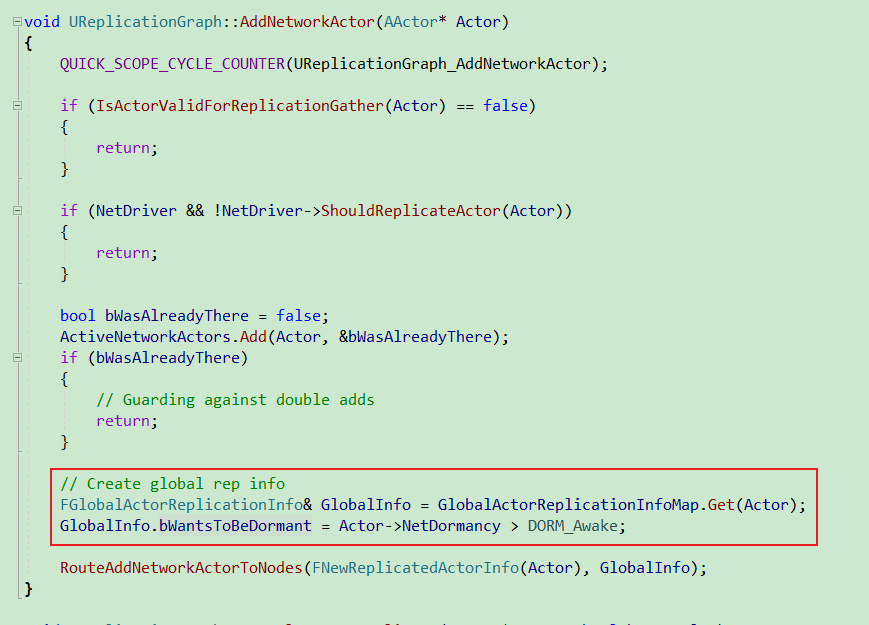 void UReplicationGraph::AddNetworkActor(AActor* Actor)
{
QUICK_SCOPE_CYCLE_COUNTER(UReplicationGraph_AddNetworkActor);
if (IsActorValidForReplicationGather(Actor) == false)
{
return;
}
if (NetDriver && !NetDriver->ShouldReplicateActor(Actor))
{
return;
}
bool bWasAlreadyThere = false;
ActiveNetworkActors.Add(Actor, &bWasAlreadyThere);
if (bWasAlreadyThere)
{
// Guarding against double adds
return;
}
// Create global rep info
FGlobalActorReplicationInfo& GlobalInfo = GlobalActorReplicationInfoMap.Get(Actor);
GlobalInfo.bWantsToBeDormant = Actor->NetDormancy > DORM_Awake;
RouteAddNetworkActorToNodes(FNewReplicatedActorInfo(Actor), GlobalInfo);
}